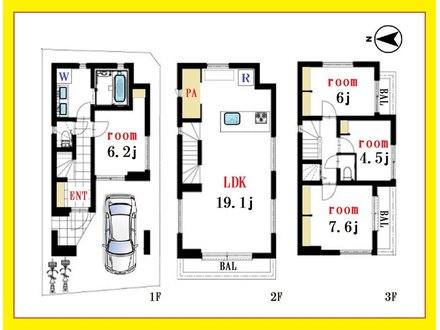 N
W
room
6.2j
ENT
1F
PA
R
LDK
19.1j
BAL
2F
room
6j
BAL
room
4.5j
room
7.6j
BAL
3F